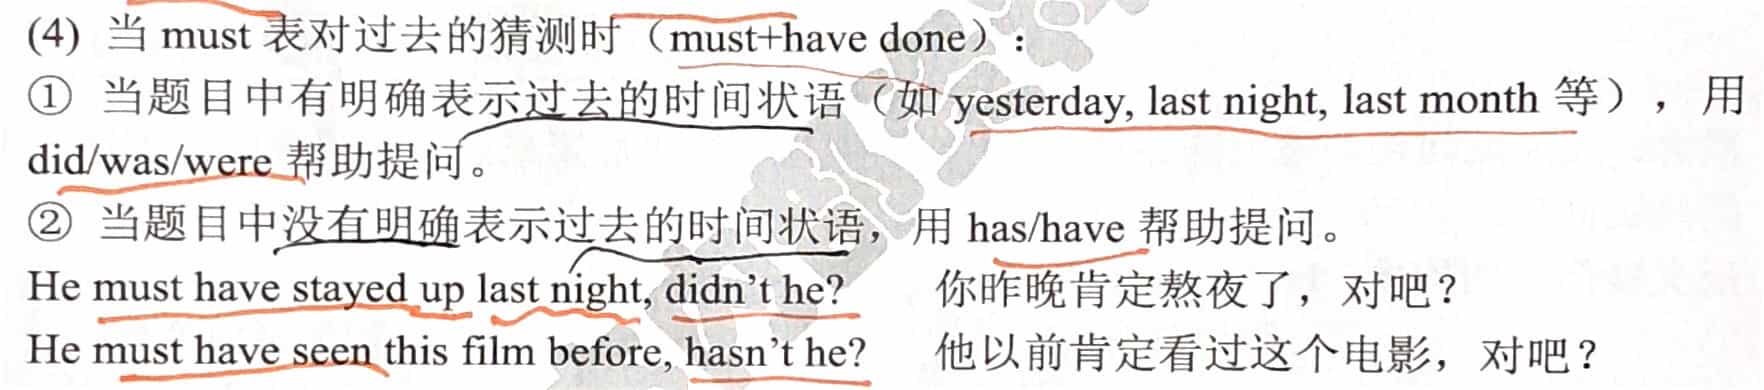 (4) 当 must 表对过去的猜测时（must+have done）：
① 当题目中有明确表示过去的时间状语（如 yesterday, last night, last month 等），用
did/was/were 帮助提问。
② 当题目中没有明确表示过去的时间状语，用 has/have 帮助提问。
He must have stayed up last night, didn't he? 你昨晚肯定熬夜了，对吧？
He must have seen this film before, hasn't he? 他以前肯定看过这个电影，对吧？